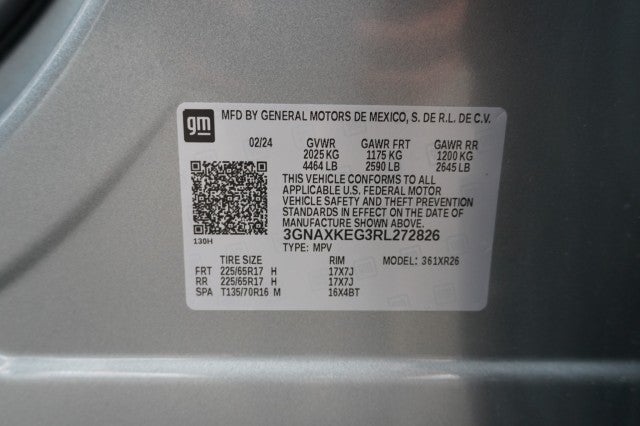 gm MFD BY GENERAL MOTORS DE MEXICO, S. DE R.L. DE C.V.
02/24 GVWR GAWR FRT GAWR RR
2025 KG 1175 KG 1200 KG
4464 LB 2590 LB 2645 LB
THIS VEHICLE CONFORMS TO ALL
APPLICABLE U.S. FEDERAL MOTOR
VEHICLE SAFETY AND THEFT PREVENTION
STANDARDS IN EFFECT ON THE DATE OF
MANUFACTURE SHOWN ABOVE.
3GNAXKEG3RL272826
130H TYPE: MPV
TIRE SIZE RIM MODEL: 361XR26
FRT 225/65R17 H 17X7J
RR 225/65R17 H 17X7J
SPA T135/70R16 M 16X4BT